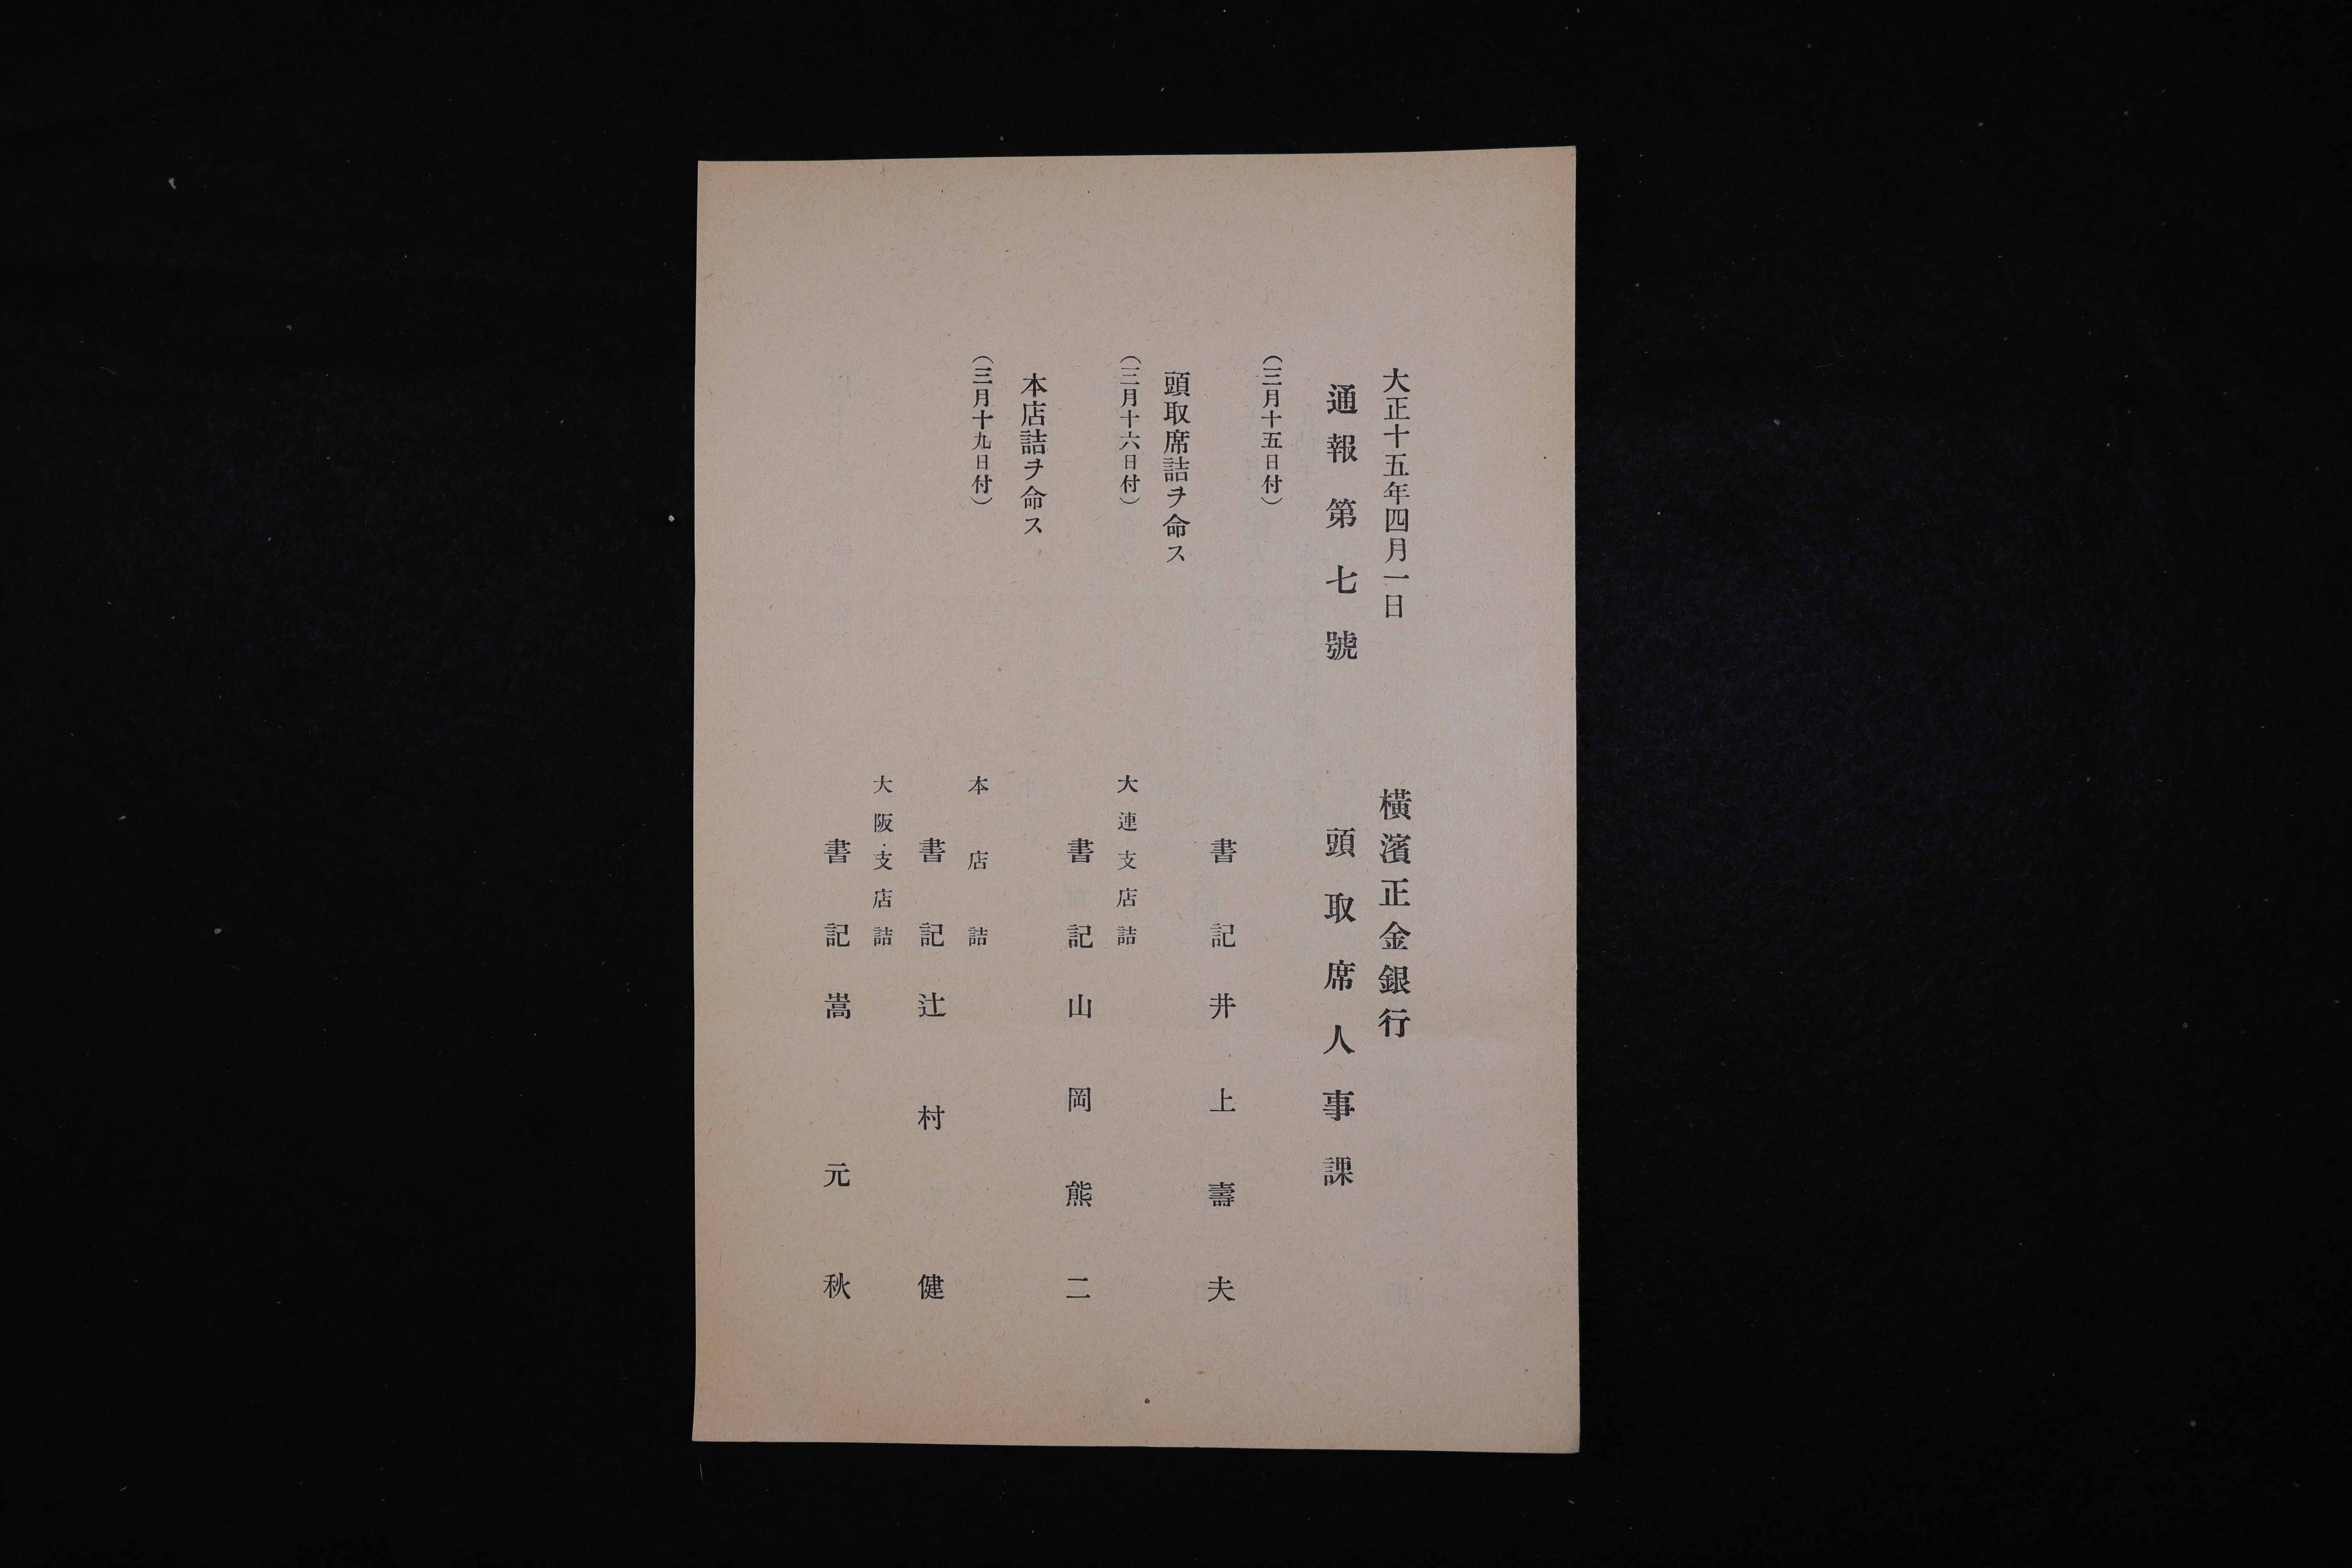 大正十五年四月一日
橫濱正金銀行
通報第七號
頭取席人事課
(三月十五日付)
書記 井上壽夫
頭取席詰ヲ命ス
(三月十六日付)
大連支店詰
書記 山岡熊二
本店詰ヲ命ス
(三月十九日付)
本店詰
書記 辻村健
大阪支店詰
書記 嵩元秋